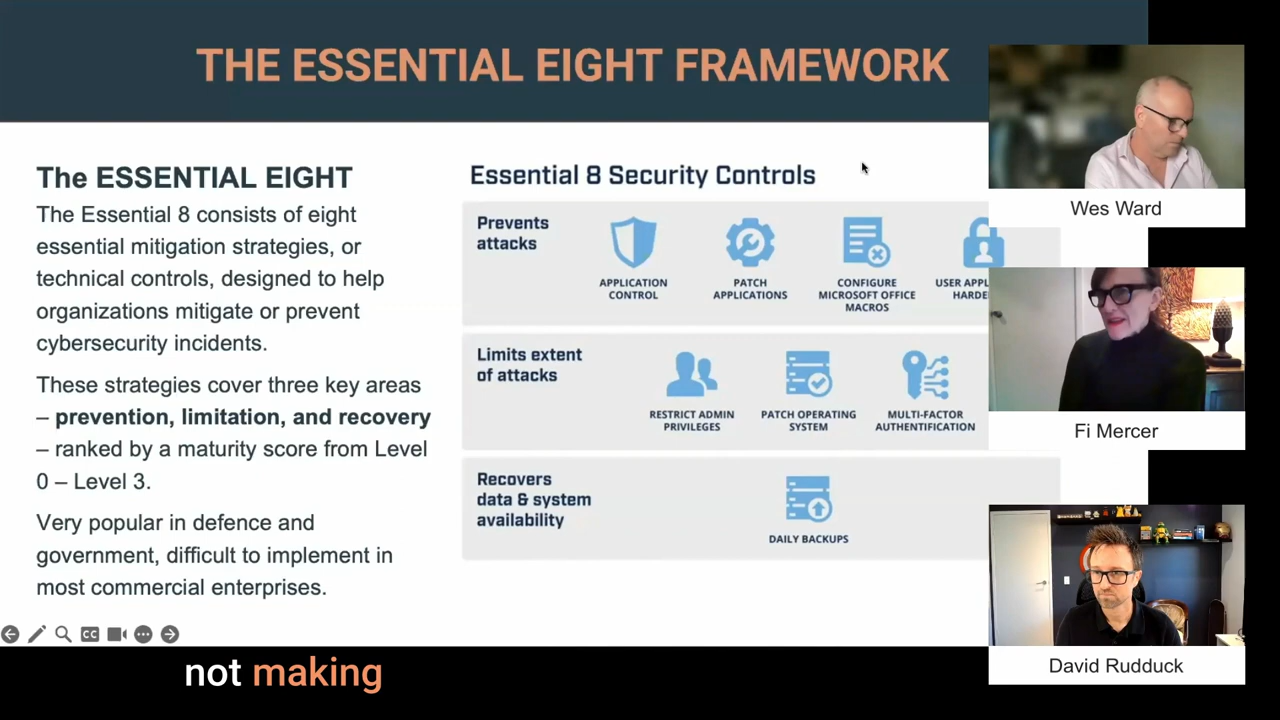 THE ESSENTIAL EIGHT FRAMEWORK
The ESSENTIAL EIGHT
The Essential 8 consists of eight
essential mitigation strategies, or
technical controls, designed to help
organizations mitigate or prevent
cybersecurity incidents.
These strategies cover three key areas
– prevention, limitation, and recovery
– ranked by a maturity score from Level
0 – Level 3.
Very popular in defence and
government, difficult to implement in
most commercial enterprises.
Essential 8 Security Controls
Prevents
attacks
APPLICATION
CONTROL
PATCH
APPLICATIONS
CONFIGURE
MICROSOFT OFFICE
MACROS
USER APPL
HARDE
Limits extent
of attacks
RESTRICT ADMIN
PRIVILEGES
PATCH OPERATING
SYSTEM
MULTI-FACTOR
AUTHENTIFICATION
Recovers
data & system
availability
DAILY BACKUPS
Wes Ward
Fi Mercer
David Rudduck
CC
not making